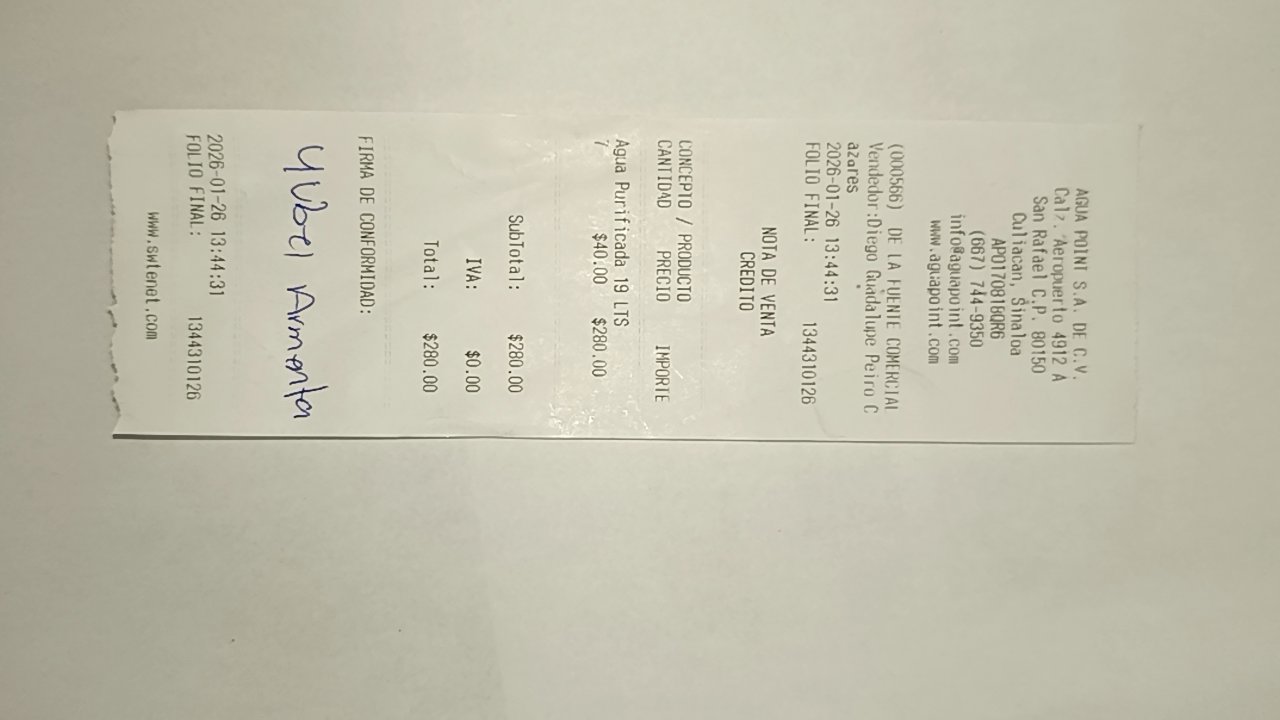 AGUA POINT S.A. DE C.V.
Calz. Aeropuerto 4912 A
San Rafael C.P. 80150
Culiacan, Sinaloa
APO170818QR6
(667) 744-9350
info@aguapoint.com
www.aguapoint.com
(000566) DE LA FUENTE COMERCIAL
Vendedor:Diego Guadalupe Peiro C
azares
2026-01-26 13:44:31
FOLIO FINAL: 1344310126
NOTA DE VENTA
CREDITO
CONCEPTO / PRODUCTO
CANTIDAD PRECIO IMPORTE
Agua Purificada 19 LTS
7 $40.00 $280.00
SubTotal: $280.00
IVA: $0.00
Total: $280.00
FIRMA DE CONFORMIDAD:
Yubel Armenta
2026-01-26 13:44:31
FOLIO FINAL: 1344310126
www.swtenet.com